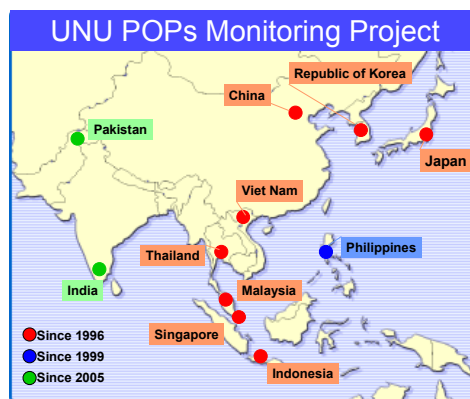 UNU POPs Monitoring Project
Republic of Korea
China
Pakistan
Japan
Viet Nam
Thailand
Philippines
India
Malaysia
Singapore
Indonesia
Since 1996
Since 1999
Since 2005